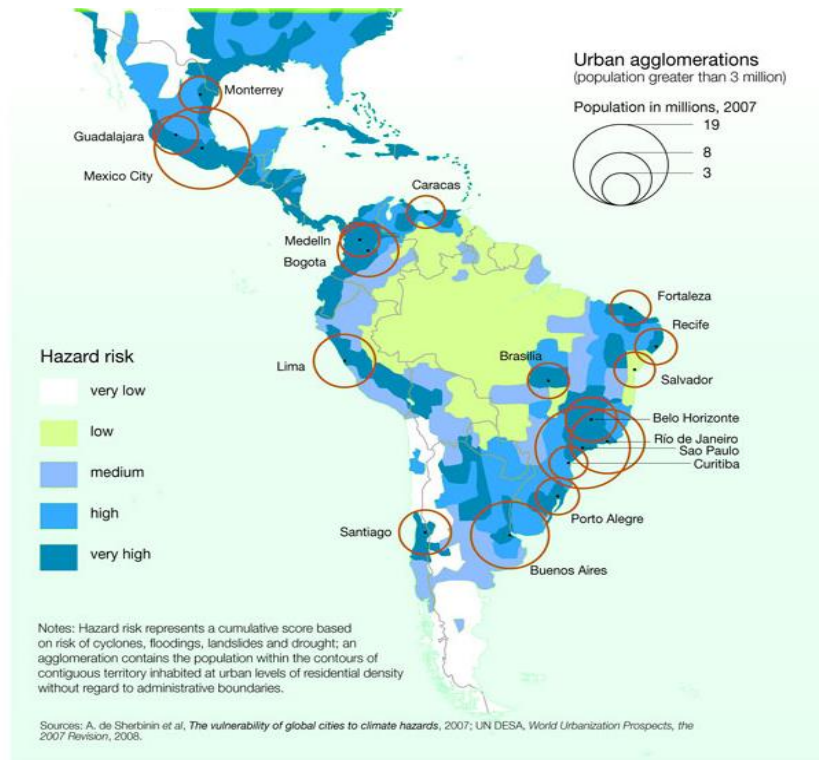 Urban agglomerations
(population greater than 3 million)
Population in millions, 2007
19
8
3
Monterrey
Guadalajara
Mexico City
Caracas
Medelln
Bogota
Fortaleza
Recife
Brasilia
Lima
Salvador
Belo Horizonte
Río de Janeiro
Sao Paulo
Curitiba
Porto Alegre
Santiago
Buenos Aires
Hazard risk
very low
low
medium
high
very high
Notes: Hazard risk represents a cumulative score based
on risk of cyclones, floodings, landslides and drought; an
agglomeration contains the population within the contours of
contiguous territory inhabited at urban levels of residential density
without regard to administrative boundaries.
Sources: A. de Sherbinin et al, The vulnerability of global cities to climate hazards, 2007; UN DESA, World Urbanization Prospects, the
2007 Revision, 2008.